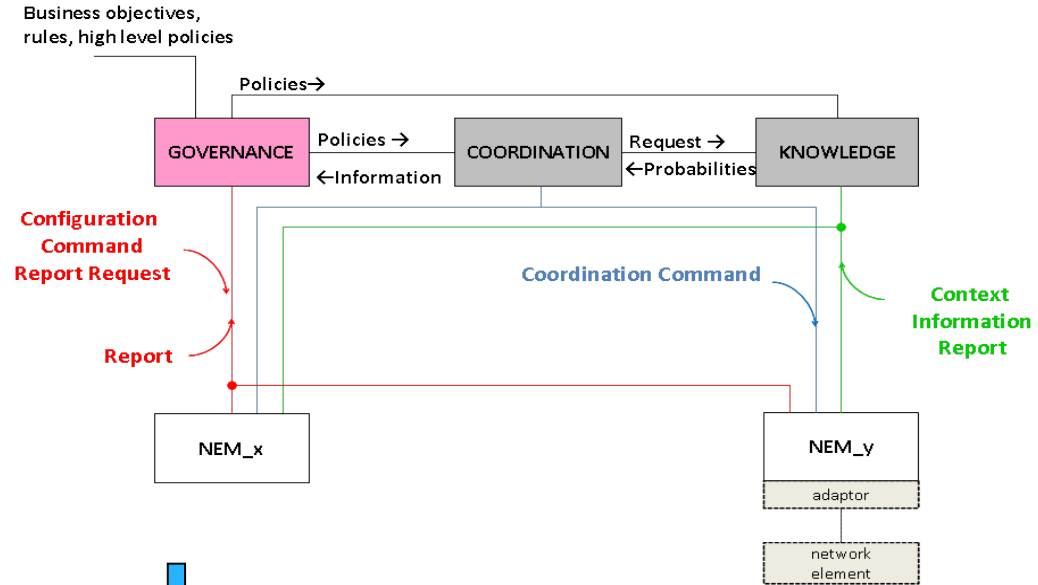 Business objectives,
rules, high level policies
Policies→
GOVERNANCE
Policies →
←Information
COORDINATION
Request →
←Probabilities
KNOWLEDGE
Configuration
Command
Report Request
Report
Coordination Command
Context
Information
Report
NEM_x
NEM_y
adaptor
network
element